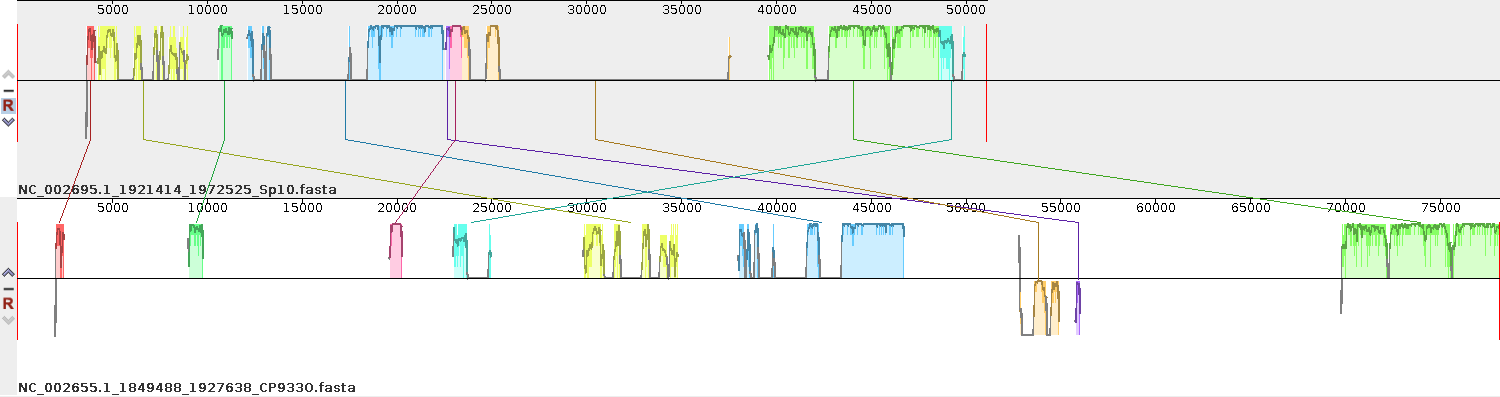 5000 10000 15000 20000 25000 30000 35000 40000 45000 50000
R
NC_002695.1_1921414_1972525_Sp10.fasta
5000 10000 15000 20000 25000 30000 35000 40000 45000 50000 55000 60000 65000 70000 75000
R
NC_002655.1_1849488_1927638_CP933O.fasta